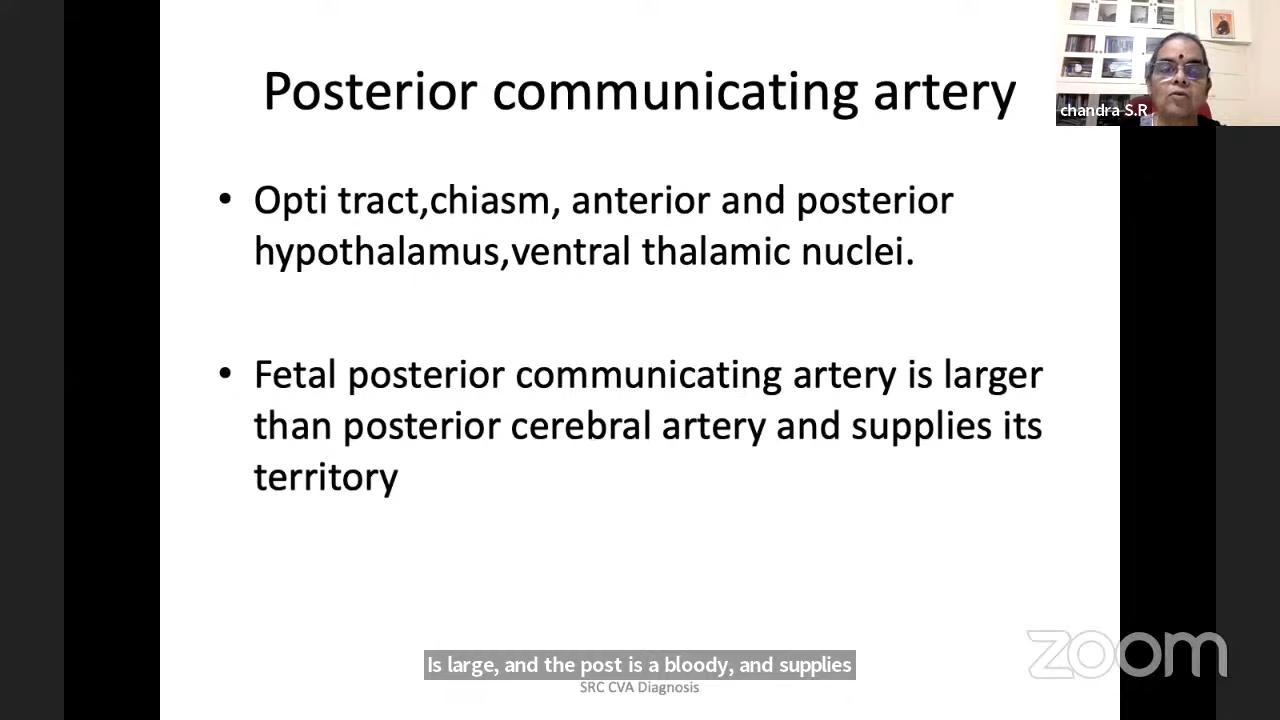 Posterior communicating artery
chandra S.R
• Opti tract,chiasm, anterior and posterior
hypothalamus,ventral thalamic nuclei.
• Fetal posterior communicating artery is larger
than posterior cerebral artery and supplies its
territory
Is large, and the post is a bloody, and supplies
SRC CVA Diagnosis
zoom